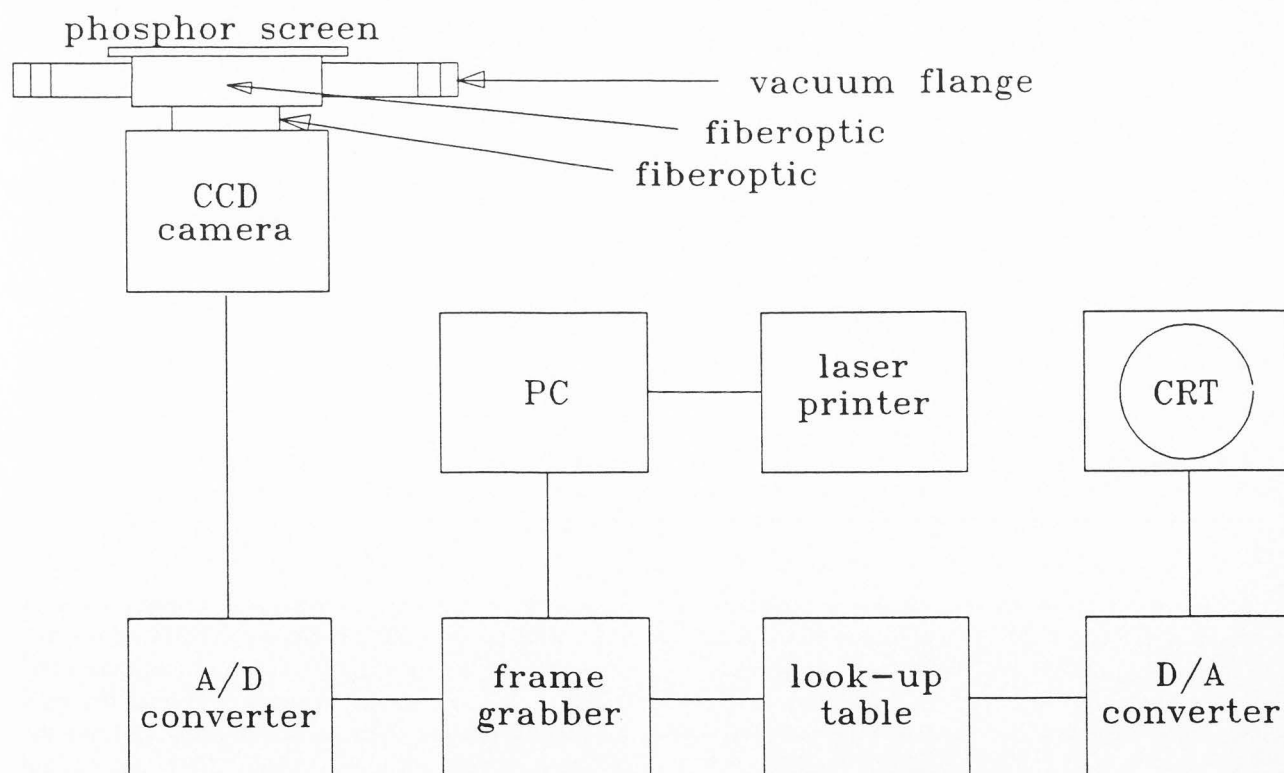 phosphor screen
vacuum flange
fiberoptic
fiberoptic
CCD
camera
PC
laser
printer
CRT
A/D
converter
frame
grabber
look-up
table
D/A
converter